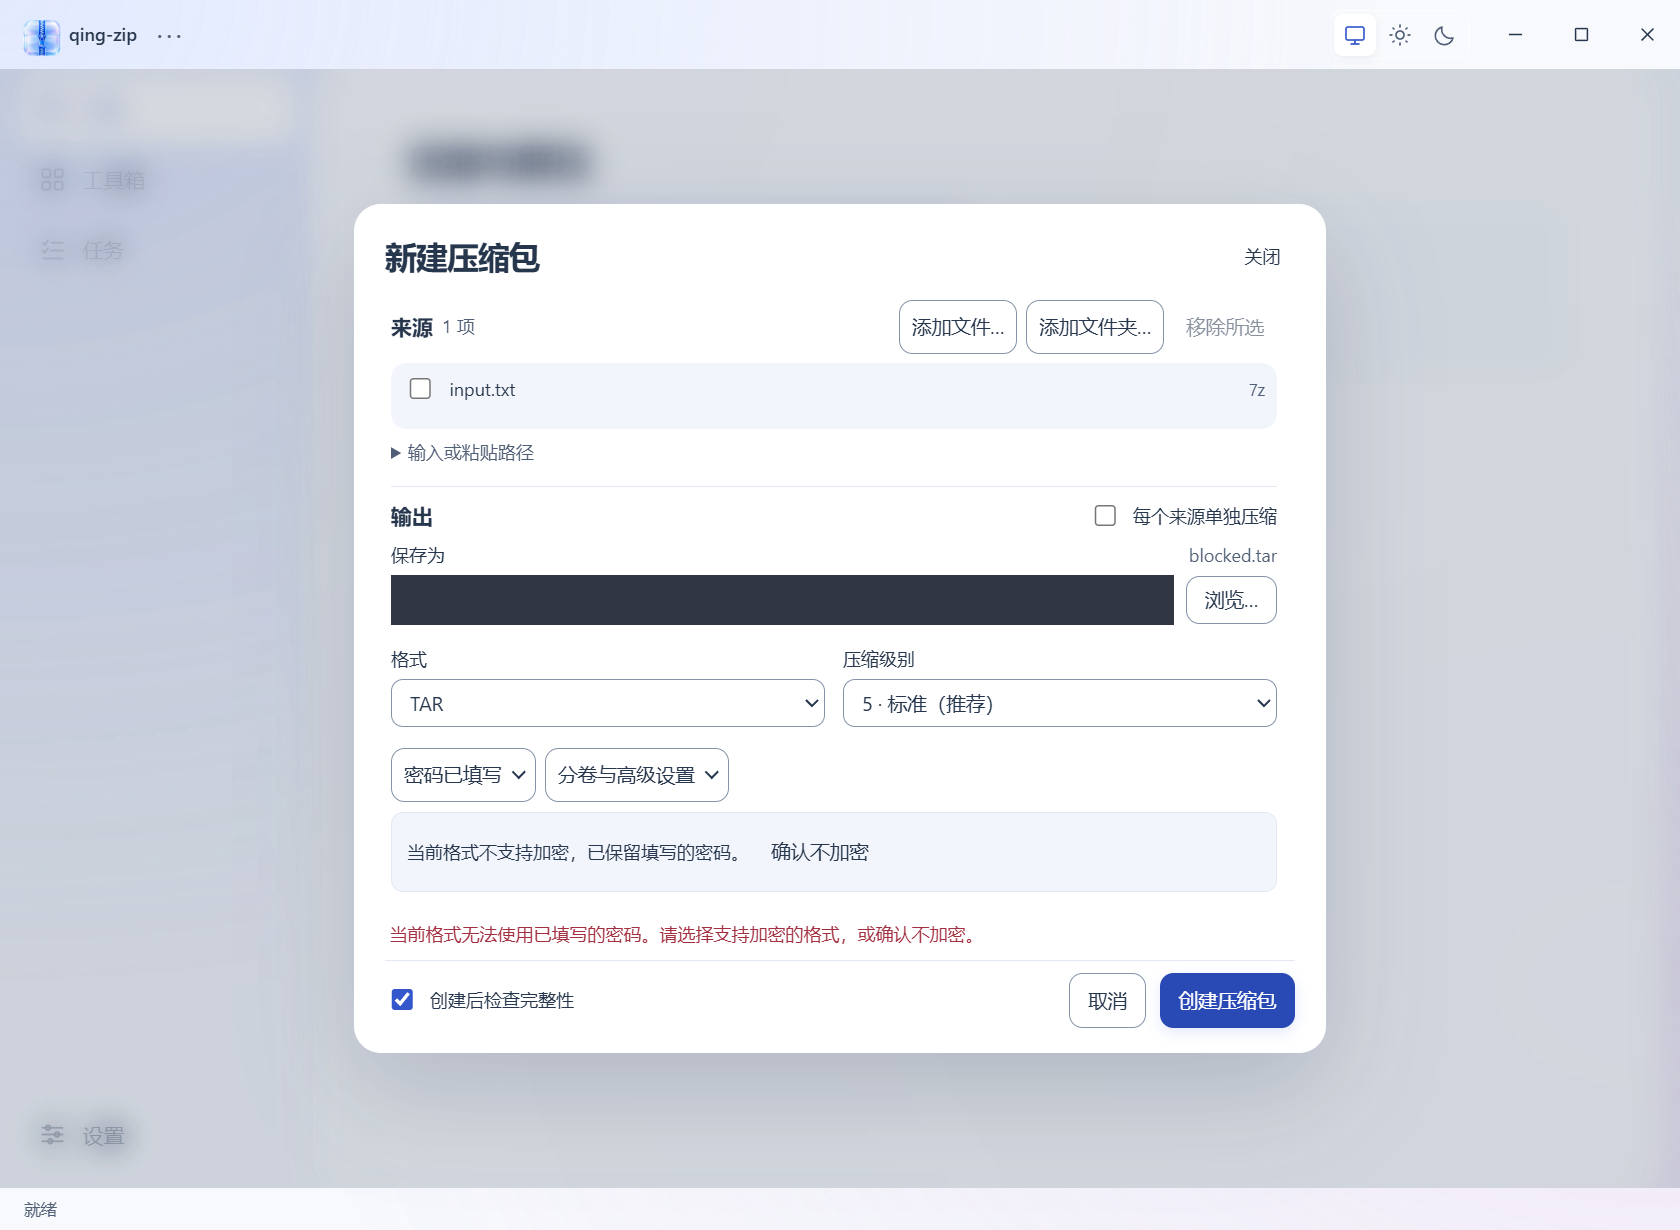 qing-zip ···
工具箱
任务
新建压缩包
关闭
来源 1 项
添加文件...
添加文件夹...
移除所选
input.txt
7z
输入或粘贴路径
输出
每个来源单独压缩
保存为
blocked.tar
浏览...
格式
压缩级别
TAR
5 · 标准（推荐）
密码已填写
分卷与高级设置
当前格式不支持加密，已保留填写的密码。
确认不加密
当前格式无法使用已填写的密码。请选择支持加密的格式，或确认不加密。
创建后检查完整性
取消
创建压缩包
设置
就绪